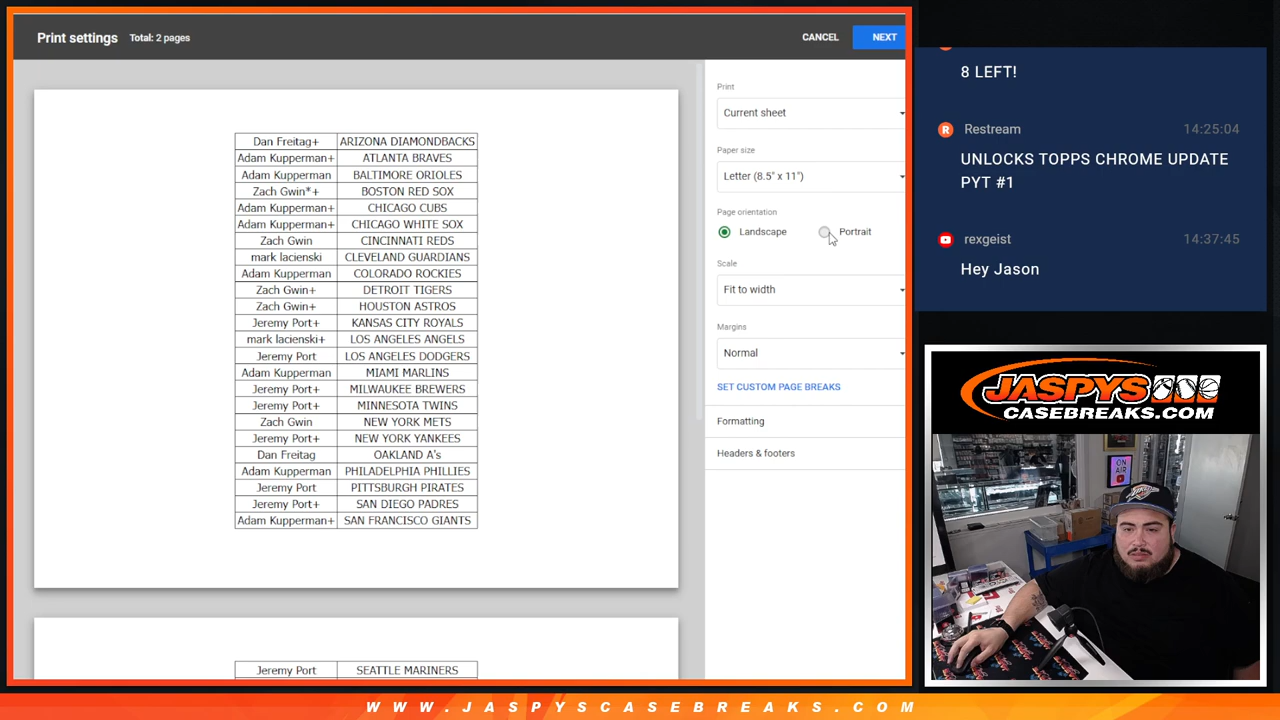 Print settings Total: 2 pages CANCEL NEXT
Dan Freitag+ ARIZONA DIAMONDBACKS
Adam Kupperman+ ATLANTA BRAVES
Adam Kupperman BALTIMORE ORIOLES
Zach Gwin*+ BOSTON RED SOX
Adam Kupperman+ CHICAGO CUBS
Adam Kupperman+ CHICAGO WHITE SOX
Zach Gwin CINCINNATI REDS
mark lacienski CLEVELAND GUARDIANS
Adam Kupperman COLORADO ROCKIES
Zach Gwin+ DETROIT TIGERS
Zach Gwin+ HOUSTON ASTROS
Jeremy Port+ KANSAS CITY ROYALS
mark lacienski+ LOS ANGELES ANGELS
Jeremy Port LOS ANGELES DODGERS
Adam Kupperman MIAMI MARLINS
Jeremy Port+ MILWAUKEE BREWERS
Jeremy Port+ MINNESOTA TWINS
Zach Gwin NEW YORK METS
Jeremy Port+ NEW YORK YANKEES
Dan Freitag OAKLAND A's
Adam Kupperman PHILADELPHIA PHILLIES
Jeremy Port PITTSBURGH PIRATES
Jeremy Port+ SAN DIEGO PADRES
Adam Kupperman+ SAN FRANCISCO GIANTS
Jeremy Port SEATTLE MARINERS
Print
Current sheet
Paper size
Letter (8.5" x 11")
Page orientation
Landscape Portrait
Scale
Fit to width
Margins
Normal
SET CUSTOM PAGE BREAKS
Formatting
Headers & footers
8 LEFT!
R Restream 14:25:04
UNLOCKS TOPPS CHROME UPDATE
PYT #1
rexgeist 14:37:45
Hey Jason
JASPYS
CASEBREAKS.COM
ON
AIR
WWW.JASPYSCASEBREAKS.COM